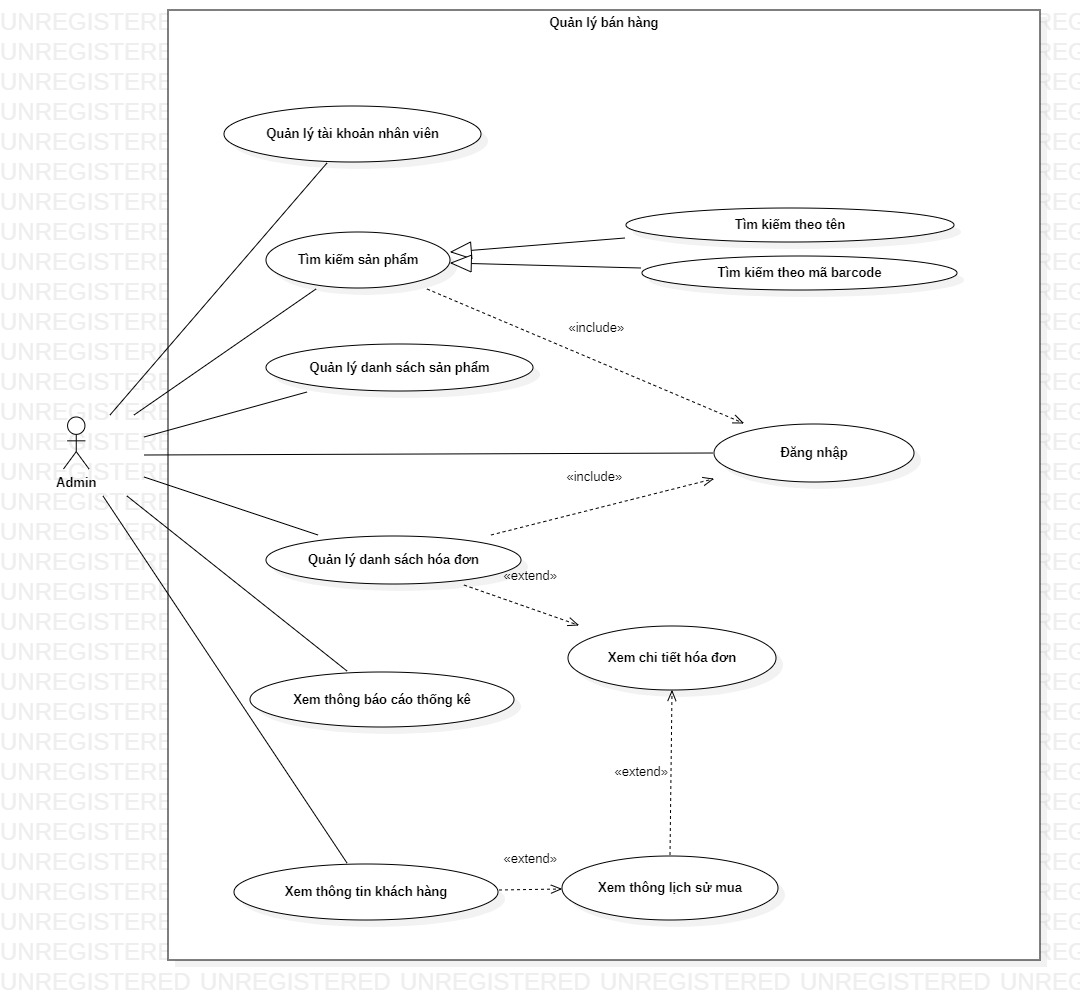 Quản lý bán hàng
Quản lý tài khoản nhân viên
Tìm kiếm theo tên
Tìm kiếm sản phẩm
Tìm kiếm theo mã barcode
«include»
Quản lý danh sách sản phẩm
Đăng nhập
«include»
Admin
Quản lý danh sách hóa đơn
«extend»
Xem chi tiết hóa đơn
Xem thông báo cáo thống kê
«extend»
«extend»
Xem thông tin khách hàng
Xem thông lịch sử mua
UNREGISTERED UNREGISTERED UNREGISTERED UNREGISTERED UNREGISTERED